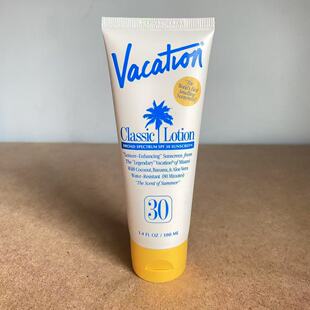 Vacation®
"The World's Best Smelling Sunscreen"
Classic Lotion
BROAD SPECTRUM SPF 30 SUNSCREEN
"Leisure-Enhancing" Sunscreen from
The "Legendary" Vacation® of Miami
With Coconut, Banana, & Aloe Vera
Water-Resistant (80 Minutes)
"The Scent of Summer"
30
3.4 FL OZ / 100 ML